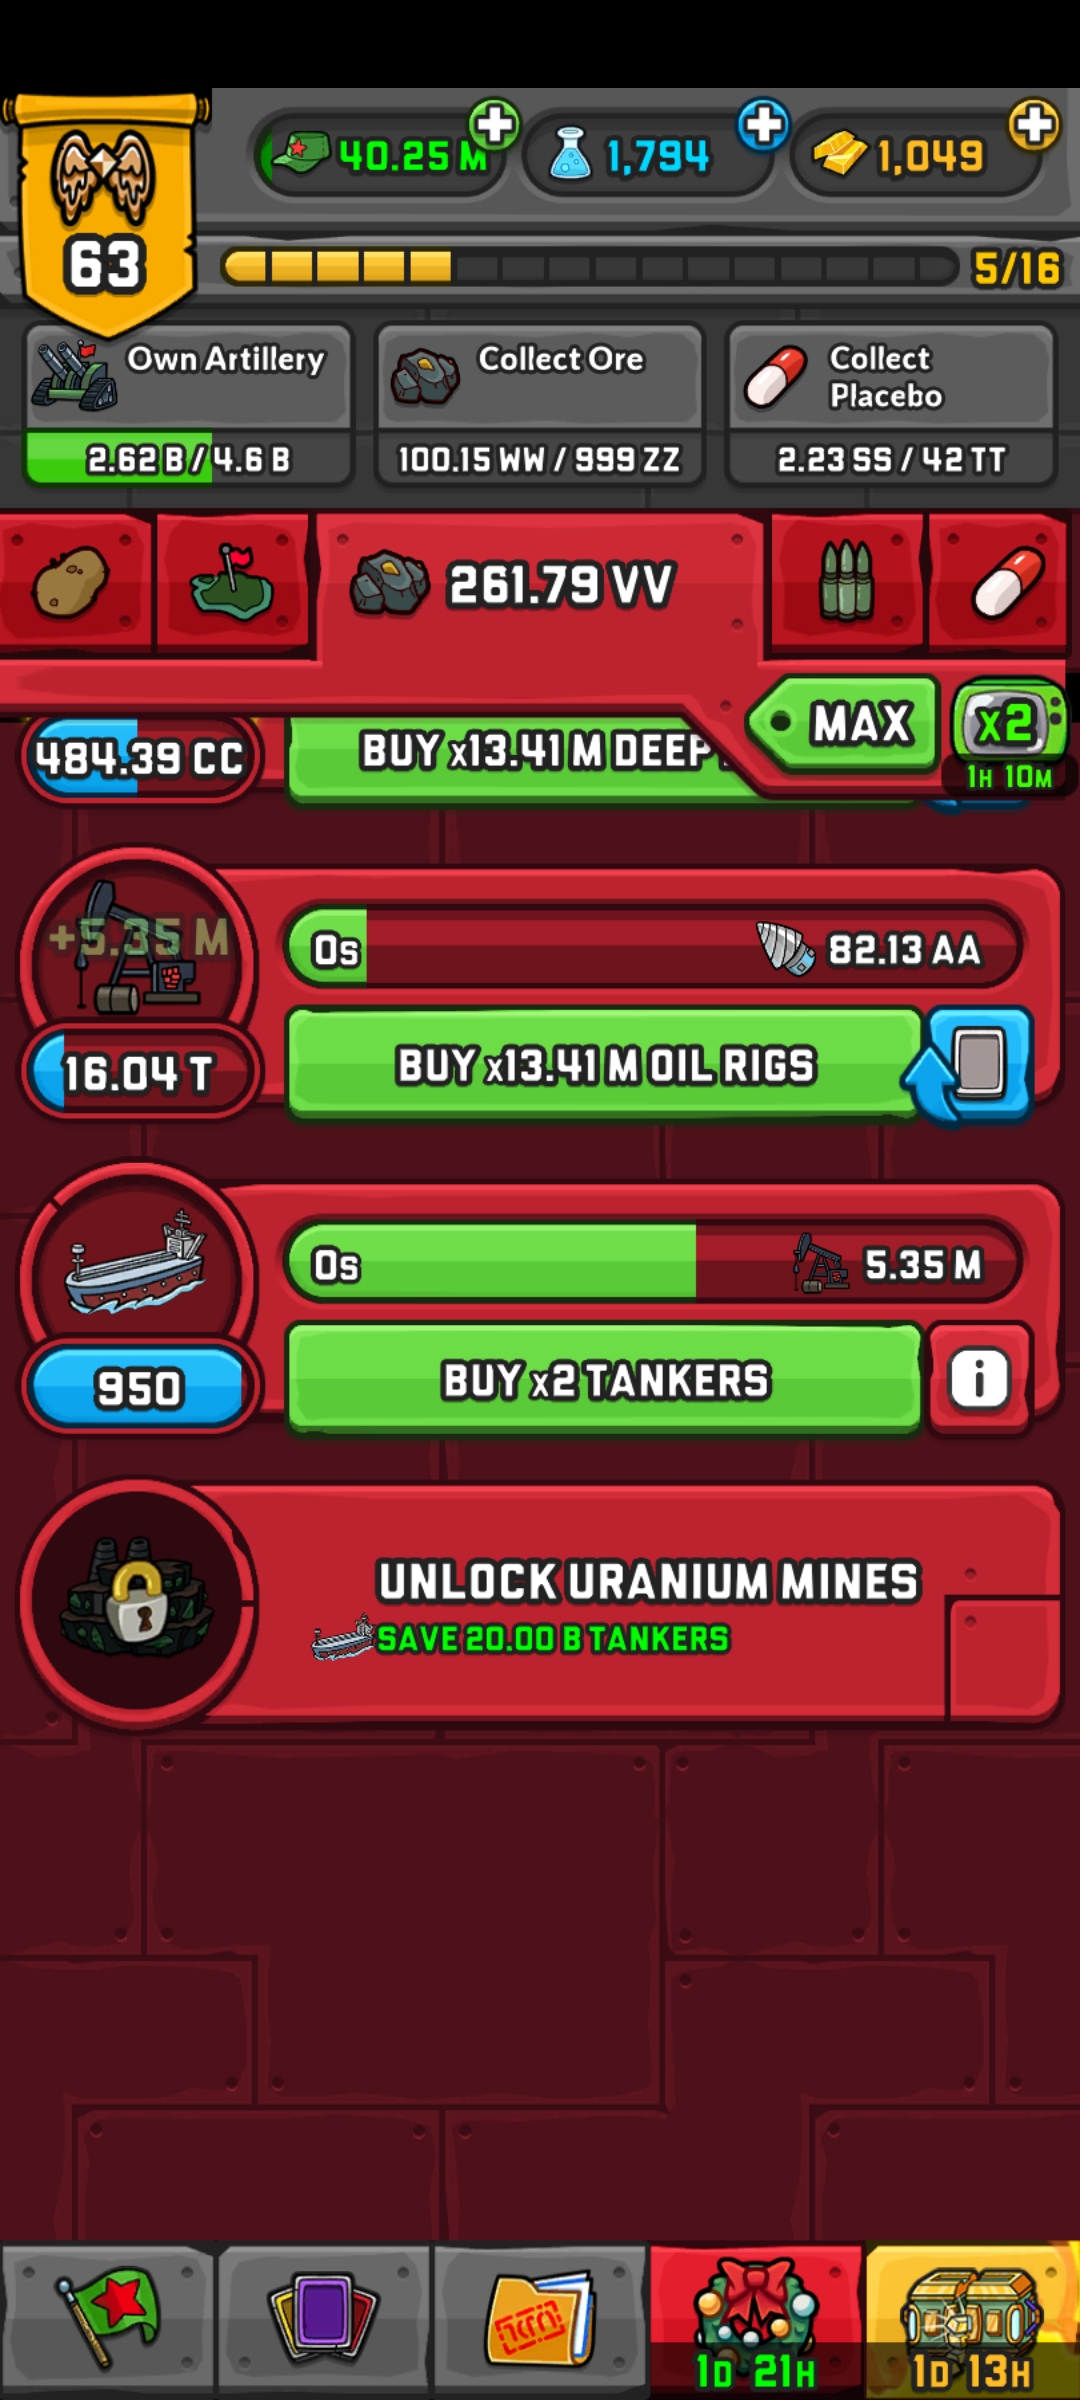 40.25 M
1,794
1,049
63
5/16
Own Artillery
2.62 B / 4.6 B
Collect Ore
100.15 WW / 999 ZZ
Collect
Placebo
2.23 SS / 42 TT
261.79 VV
MAX
x2
1H 10M
484.39 CC
BUY x13.41 M DEEP
+5.35 M
0s
82.13 AA
16.04 T
BUY x13.41 M OIL RIGS
0s
5.35 M
950
BUY x2 TANKERS
i
UNLOCK URANIUM MINES
SAVE 20.00 B TANKERS
1D 21H
1D 13H